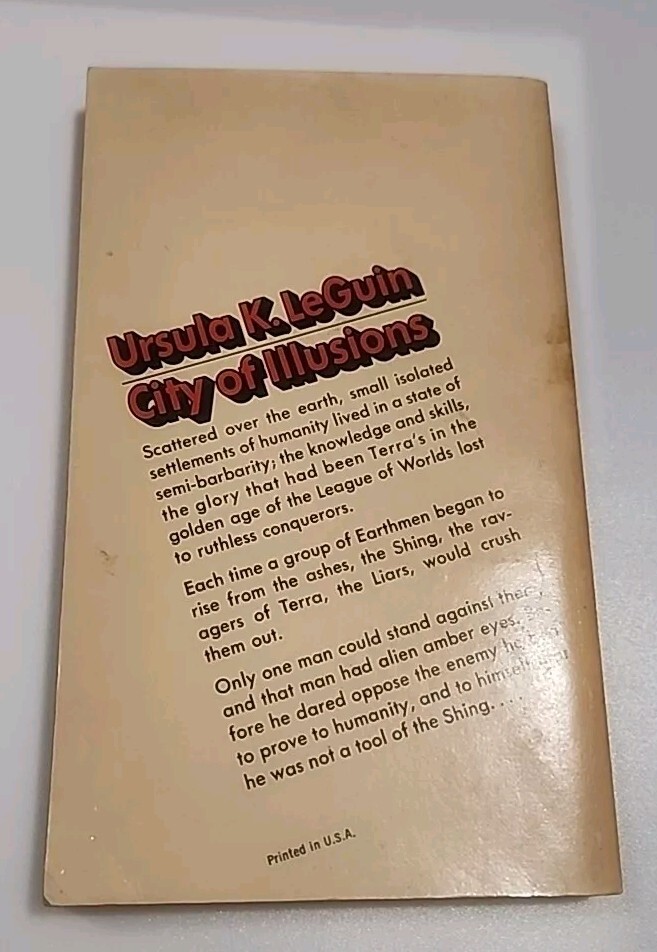 Ursula K. LeGuin
City of Illusions
Scattered over the earth, small isolated
settlements of humanity lived in a state of
semi-barbarity; the knowledge and skills,
the glory that had been Terra's in the
golden age of the League of Worlds lost
to ruthless conquerors.
Each time a group of Earthmen began to
rise from the ashes, the Shing, the rav-
agers of Terra, the Liars, would crush
them out.
Only one man could stand against
and that man had alien amber eyes.
fore he dared oppose the enemy he
to prove to humanity, and to himself
he was not a tool of the Shing. . . .
Printed in U.S.A.